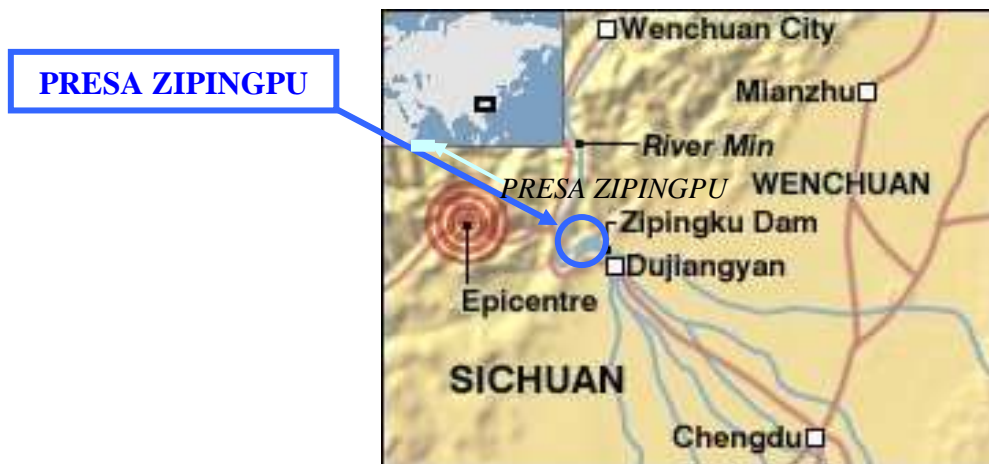 Wenchuan City
PRESA ZIPINGPU
Mianzhu
River Min
PRESA ZIPINGPU
WENCHUAN
Zipingku Dam
Dujiangyan
Epicentre
SICHUAN
Chengdu